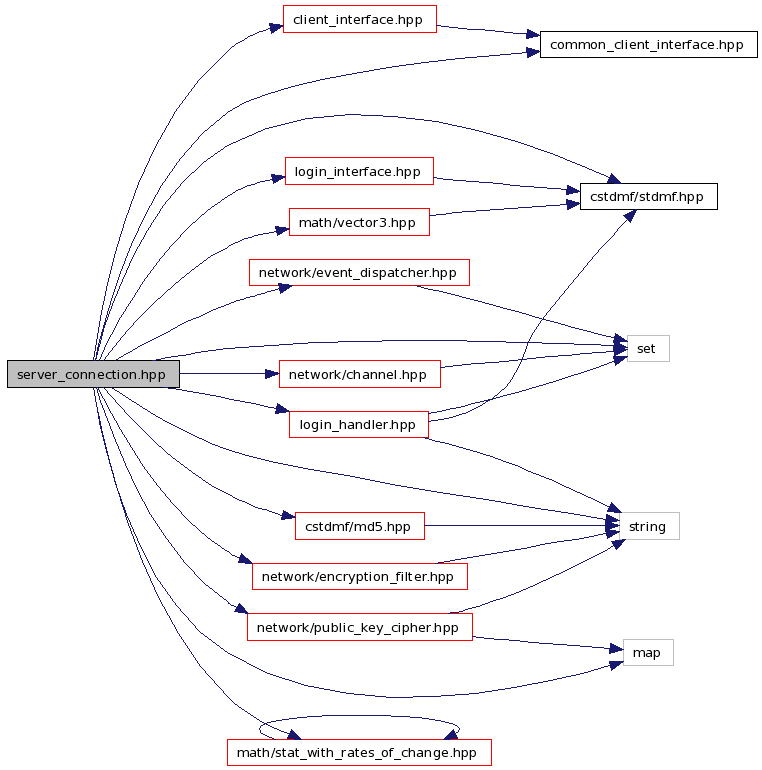 client_interface.hpp
common_client_interface.hpp
login_interface.hpp
cstdmf/stdmf.hpp
math/vector3.hpp
network/event_dispatcher.hpp
set
server_connection.hpp
network/channel.hpp
login_handler.hpp
cstdmf/md5.hpp
string
network/encryption_filter.hpp
network/public_key_cipher.hpp
map
math/stat_with_rates_of_change.hpp